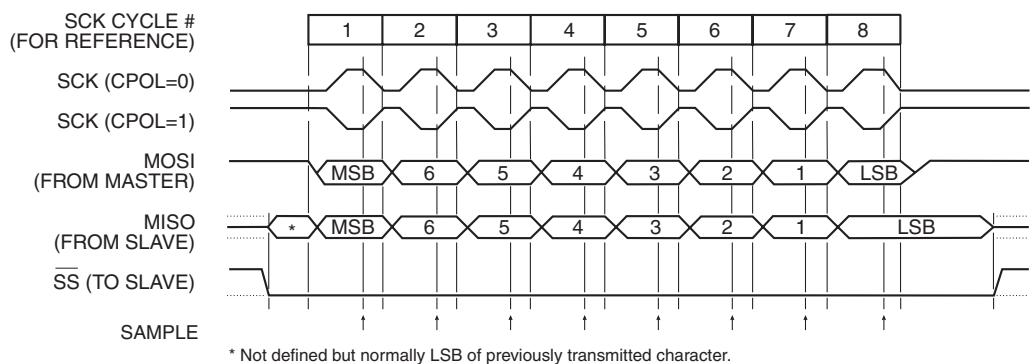 SCK CYCLE #
(FOR REFERENCE)
1 2 3 4 5 6 7 8
SCK (CPOL=0)
SCK (CPOL=1)
MOSI
(FROM MASTER)
MSB 6 5 4 3 2 1 LSB
MISO
(FROM SLAVE)
* MSB 6 5 4 3 2 1 LSB
SS (TO SLAVE)
SAMPLE
* Not defined but normally LSB of previously transmitted character.